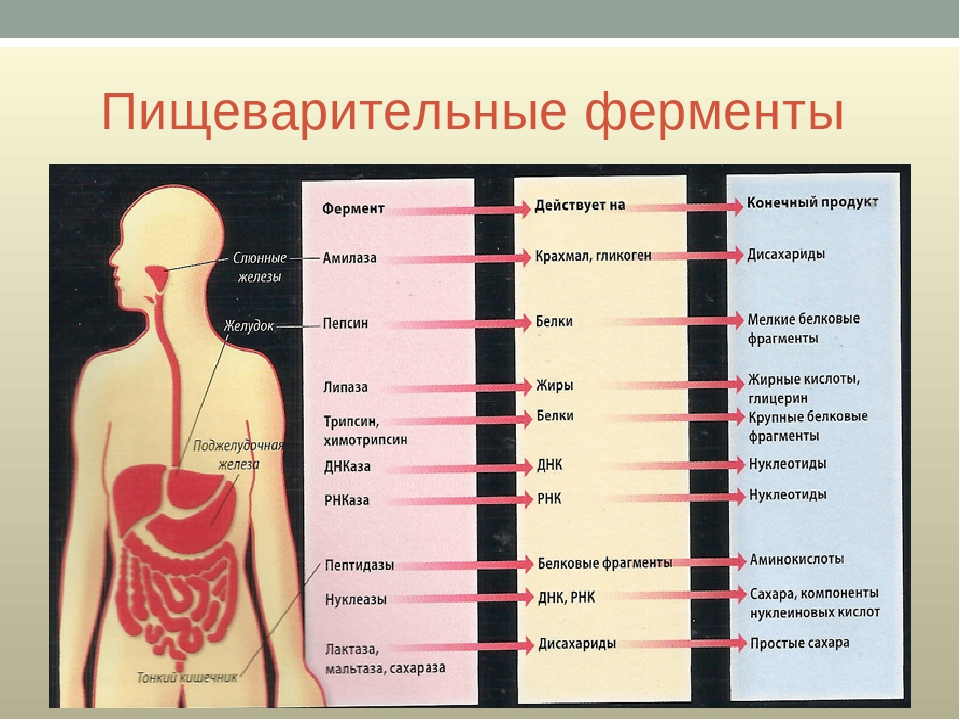 Пищеварительные ферменты
Фермент Действует на Конечный продукт
Слюнные
железы
Амилаза Крахмал, гликоген Дисахариды
Желудок
Пепсин Белки Мелкие белковые
фрагменты
Липаза Жиры Жирные кислоты,
глицерин
Трипсин,
химотрипсин
Белки Крупные белковые
фрагменты
Поджелудочная
железа
ДНКаза ДНК Нуклеотиды
РНКаза РНК Нуклеотиды
Пептидазы Белковые фрагменты Аминокислоты
Нуклеазы ДНК, РНК Сахара, компоненты
нуклеиновых кислот
Лактаза,
мальтаза, сахараза
Дисахариды Простые сахара
Тонкий кишечник